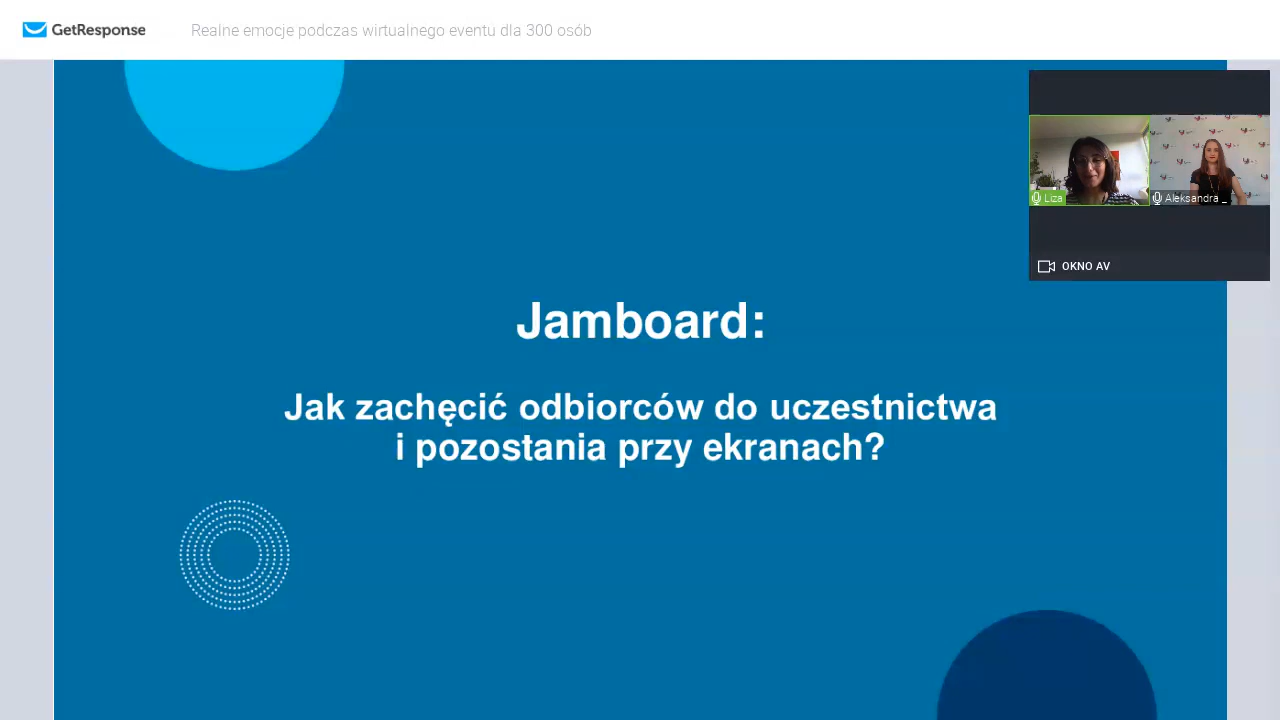 GetResponse
Realne emocje podczas wirtualnego eventu dla 300 osób
Liza
Aleksandra _
OKNO AV
Jamboard:
Jak zachęcić odbiorców do uczestnictwa
i pozostania przy ekranach?